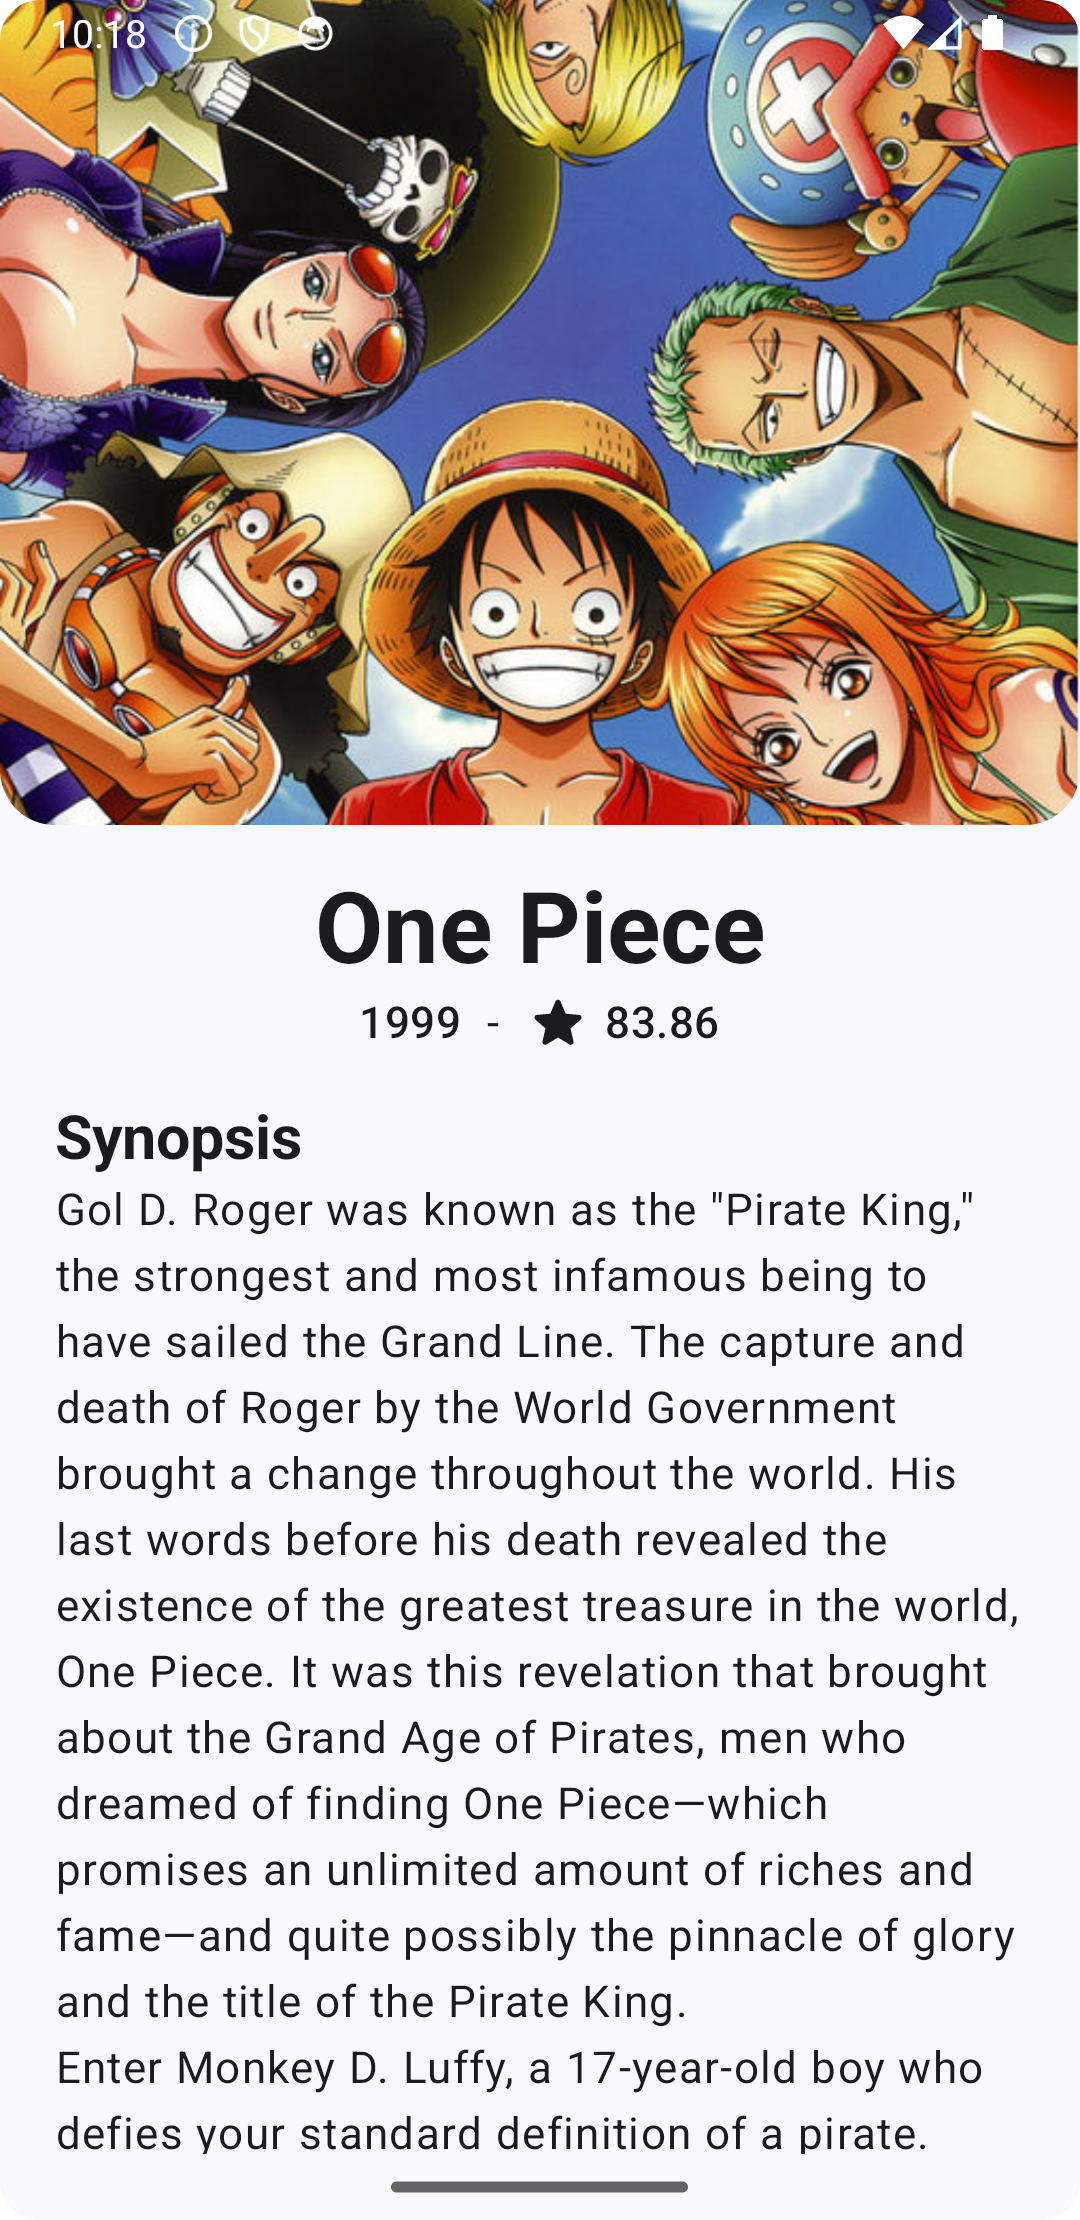 10:18
One Piece
1999 - ★ 83.86
Synopsis
Gol D. Roger was known as the "Pirate King,"
the strongest and most infamous being to
have sailed the Grand Line. The capture and
death of Roger by the World Government
brought a change throughout the world. His
last words before his death revealed the
existence of the greatest treasure in the world,
One Piece. It was this revelation that brought
about the Grand Age of Pirates, men who
dreamed of finding One Piece—which
promises an unlimited amount of riches and
fame—and quite possibly the pinnacle of glory
and the title of the Pirate King.
Enter Monkey D. Luffy, a 17-year-old boy who
defies your standard definition of a pirate.